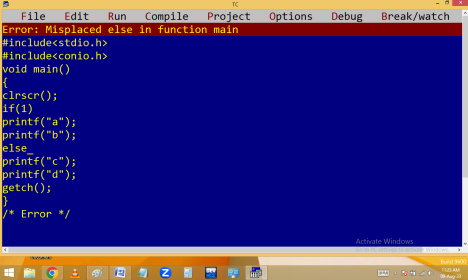 TC
File Edit Run Compile Project Options Debug Break/watch
Error: Misplaced else in function main
#include<stdio.h>
#include<conio.h>
void main()
{
clrscr();
if(1)
printf("a");
printf("b");
else_
printf("c");
printf("d");
getch();
}
/* Error */
Activate Windows